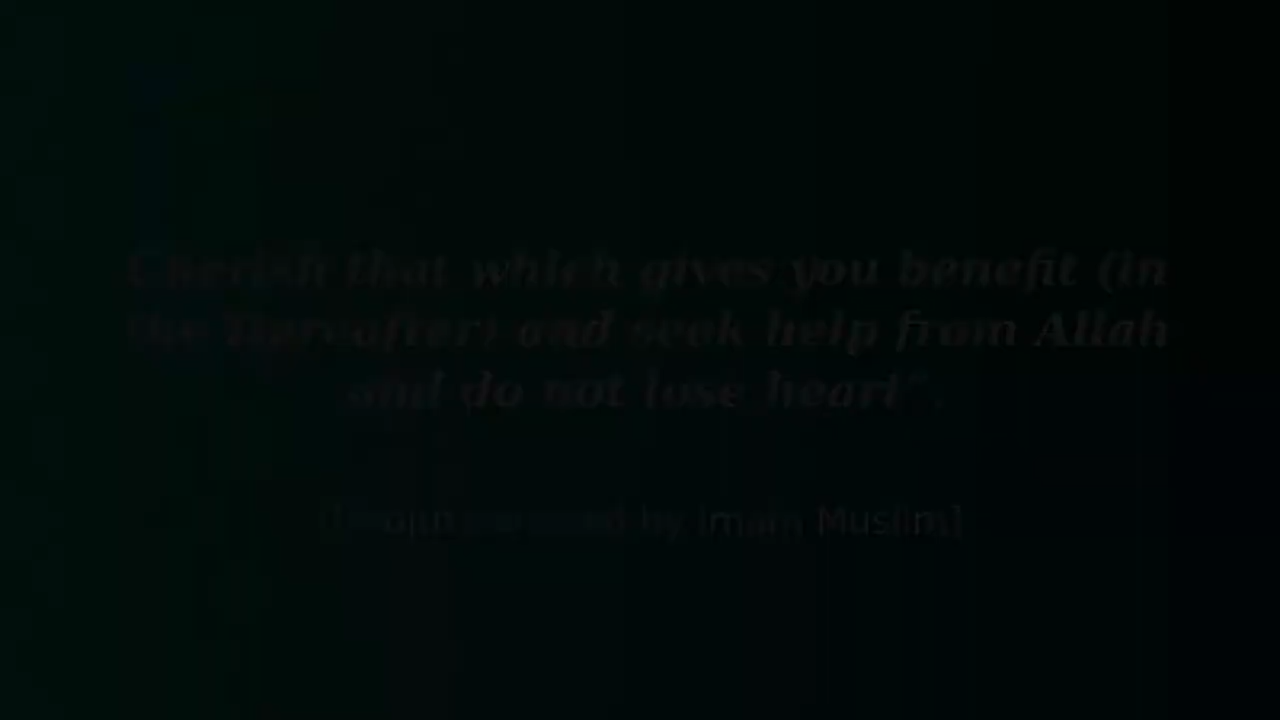 Cherish that which gives you benefit (in
the Hereafter) and seek help from Allah
and do not lose heart".
by Imam Muslim]